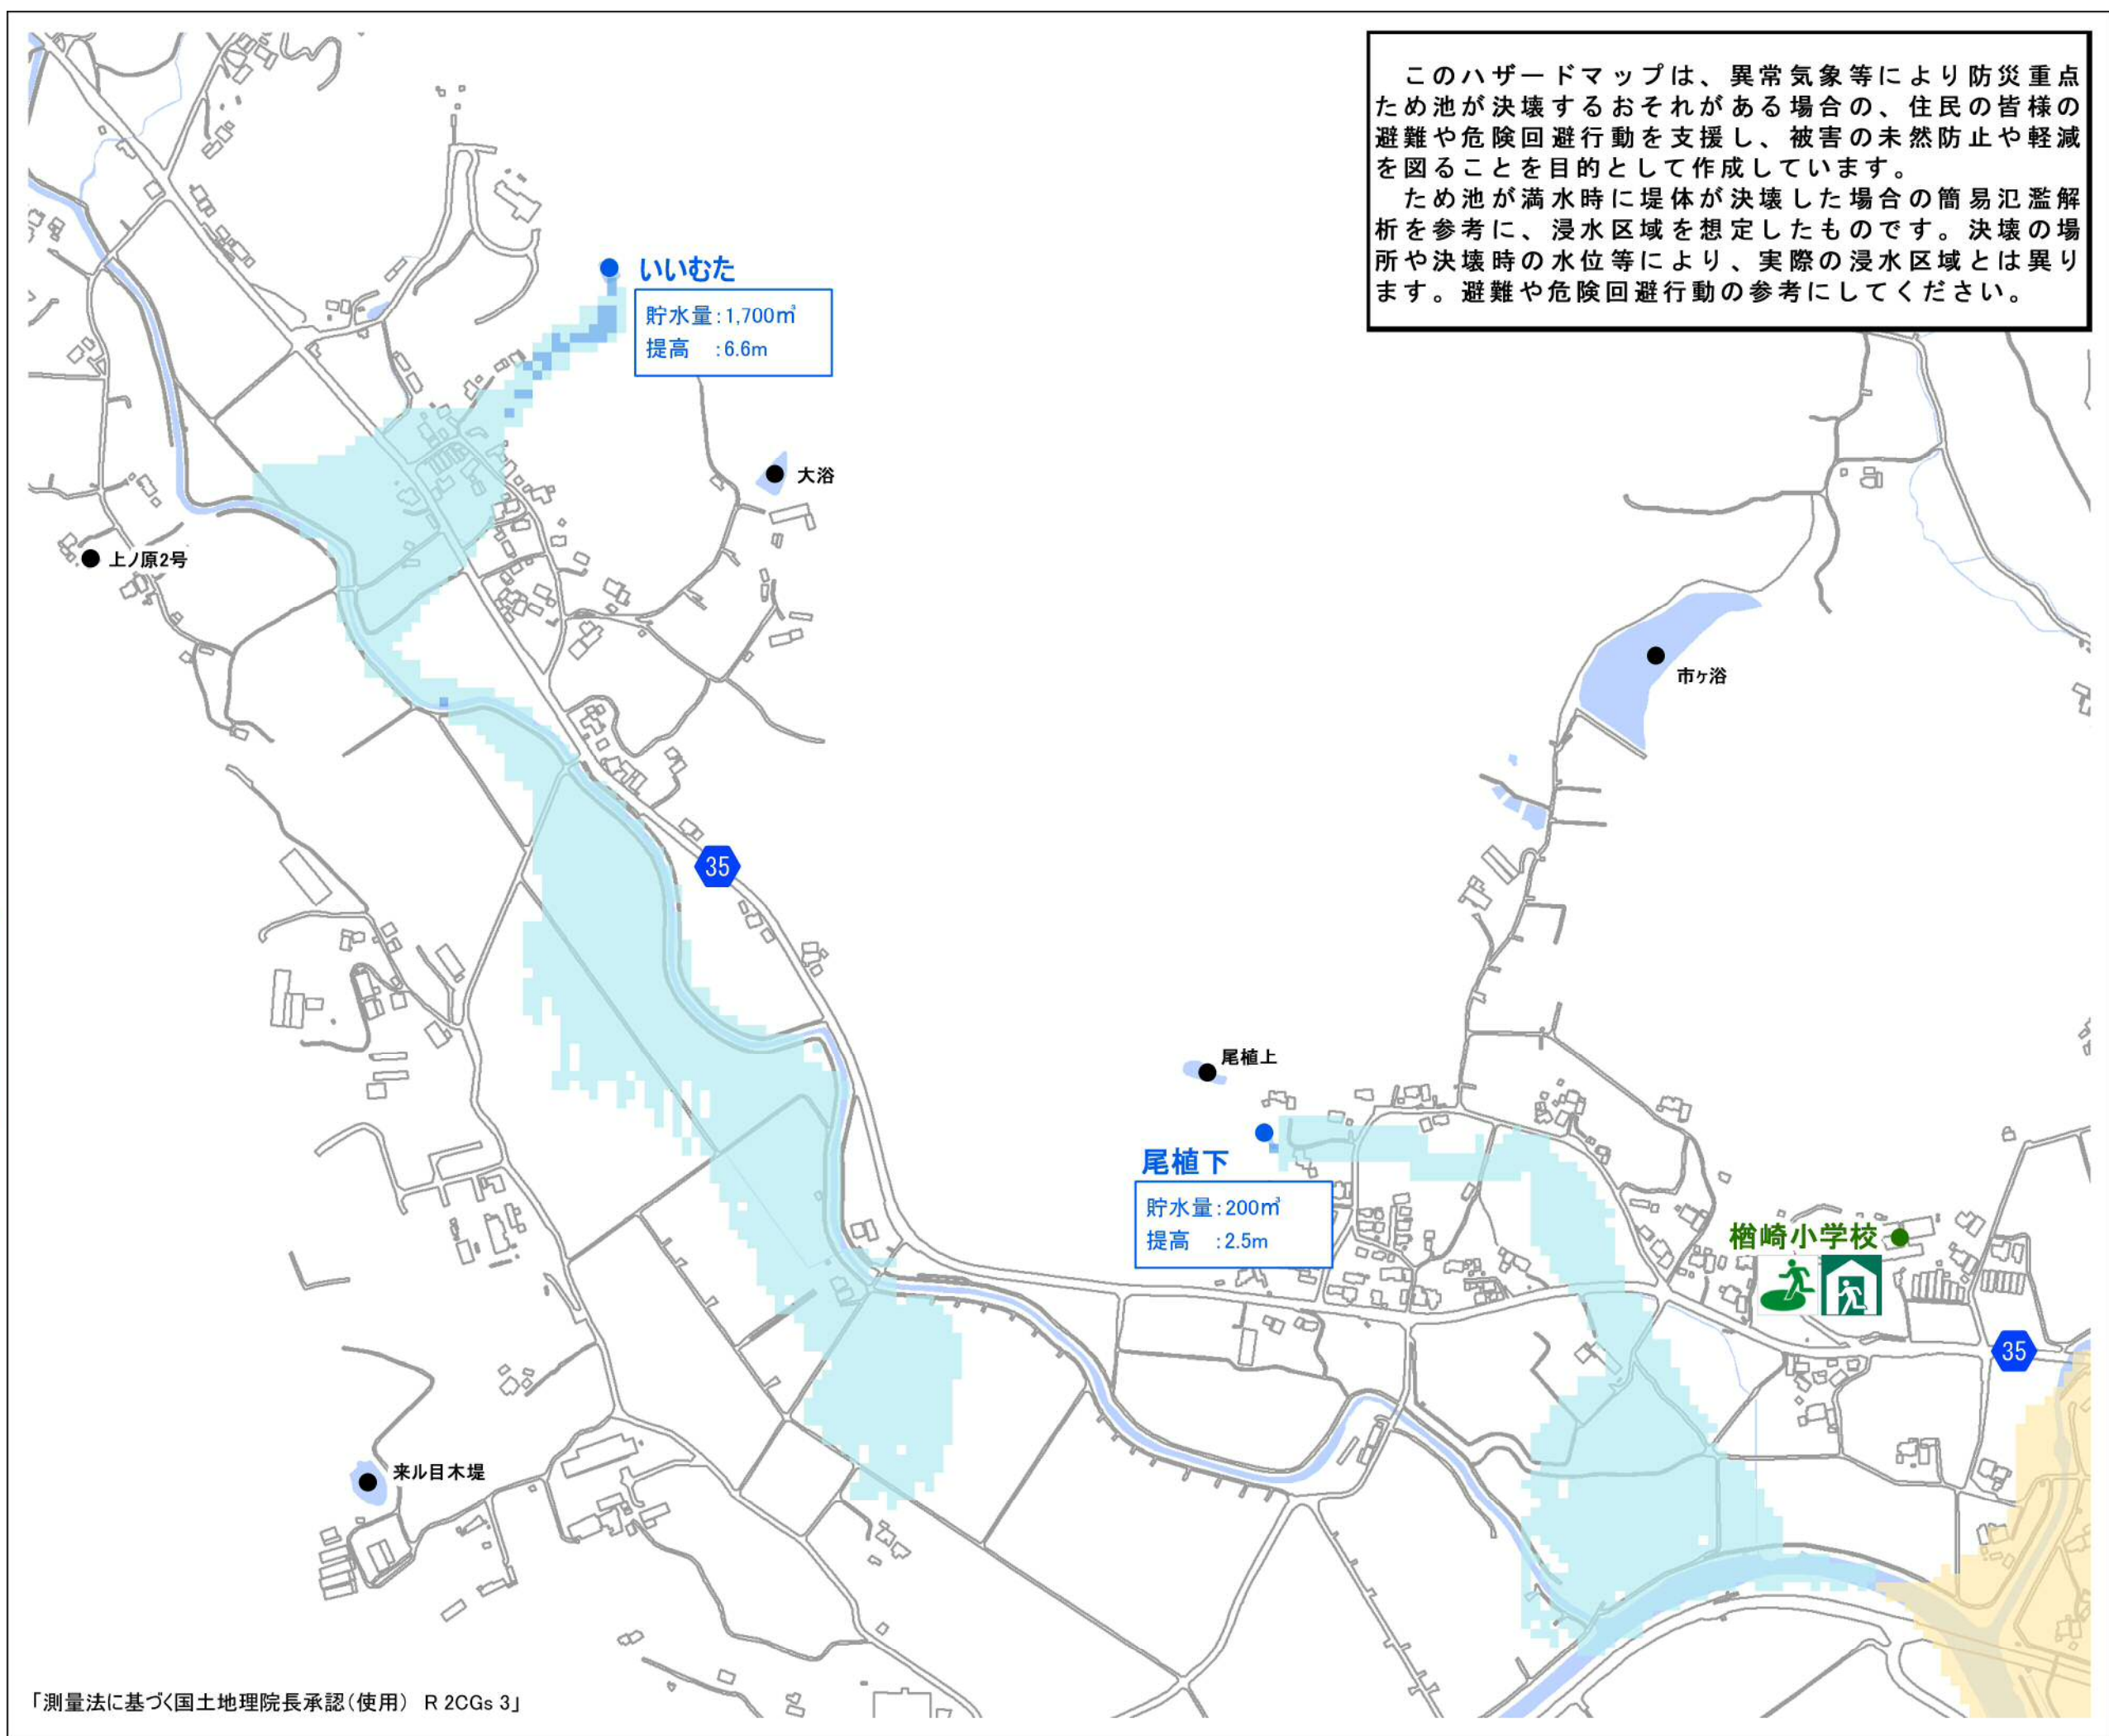 このハザードマップは、異常気象等により防災重点
ため池が決壊するおそれがある場合の、住民の皆様の
避難や危険回避行動を支援し、被害の未然防止や軽減
を図ることを目的として作成しています。
ため池が満水時に堤体が決壊した場合の簡易氾濫解
析を参考に、浸水区域を想定したものです。決壊の場
所や決壊時の水位等により、実際の浸水区域とは異り
ます。避難や危険回避行動の参考にしてください。
いいむた
貯水量:1,700㎥
提高 :6.6m
大浴
上ノ原2号
市ヶ浴
35
尾植上
尾植下
貯水量:200㎥
提高 :2.5m
楢崎小学校
35
来ル目木堤
「測量法に基づく国土地理院長承認(使用) R 2CGs 3」